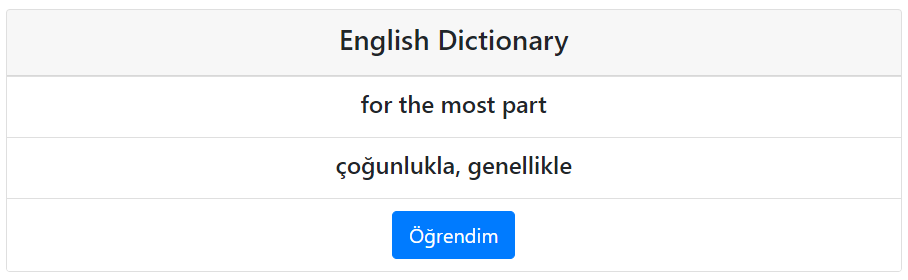 English Dictionary
for the most part
çoğunlukla, genellikle
Öğrendim